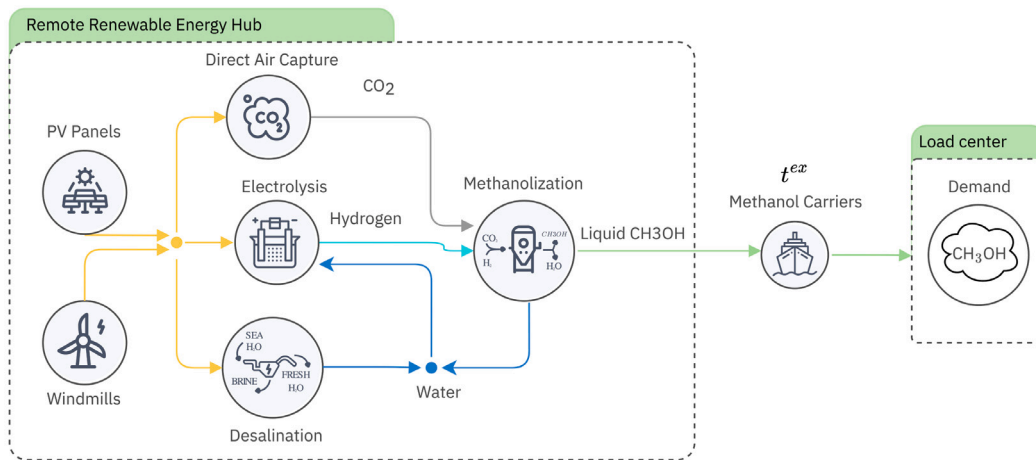 Remote Renewable Energy Hub
Direct Air Capture
CO2
CO2
PV Panels
Load center
Electrolysis
Methanolization
t^ex
Demand
Hydrogen
Methanol Carriers
+
CO2
CH3OH
Liquid CH3OH
CH3OH
H2
H2O
SEA
H2O
FRESH
BRINE
H2O
Windmills
Water
Desalination